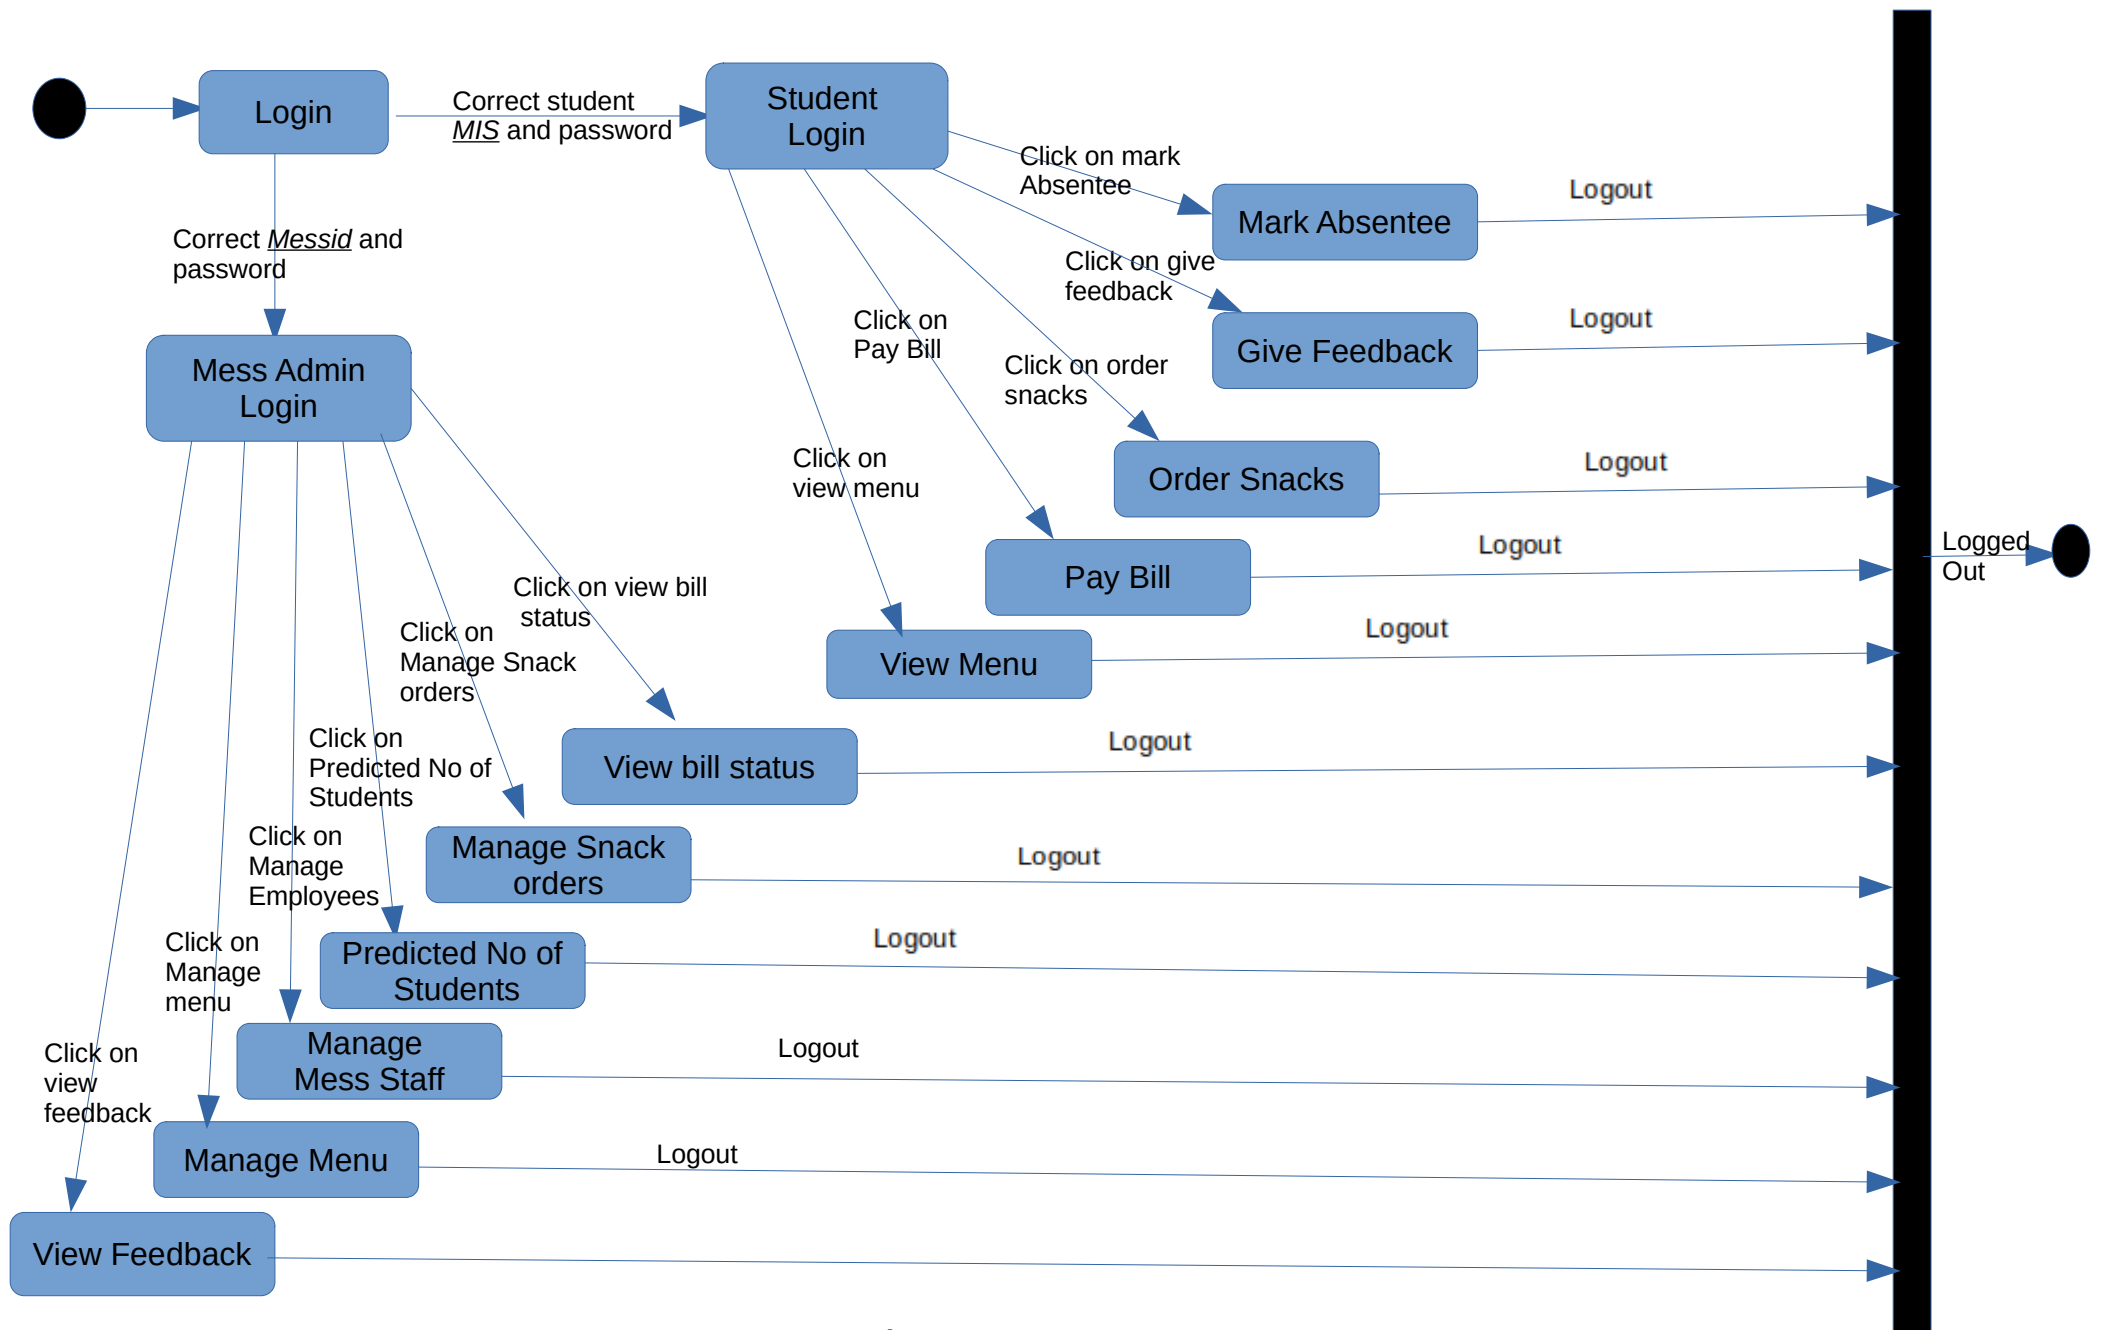 Login
Correct student
MIS and password
Student
Login
Click on mark
Absentee
Mark Absentee
Logout
Correct Messid and
password
Click on give
feedback
Give Feedback
Logout
Click on
Pay Bill
Click on order
snacks
Mess Admin
Login
Click on
view menu
Order Snacks
Logout
Pay Bill
Logout
Logged
Out
Click on view bill
status
Click on
Manage Snack
orders
View Menu
Logout
View bill status
Logout
Click on
Predicted No of
Students
Click on
Manage
Employees
Manage Snack
orders
Logout
Click on
Manage
menu
Predicted No of
Students
Logout
Click on
view
feedback
Manage
Mess Staff
Logout
Manage Menu
Logout
View Feedback